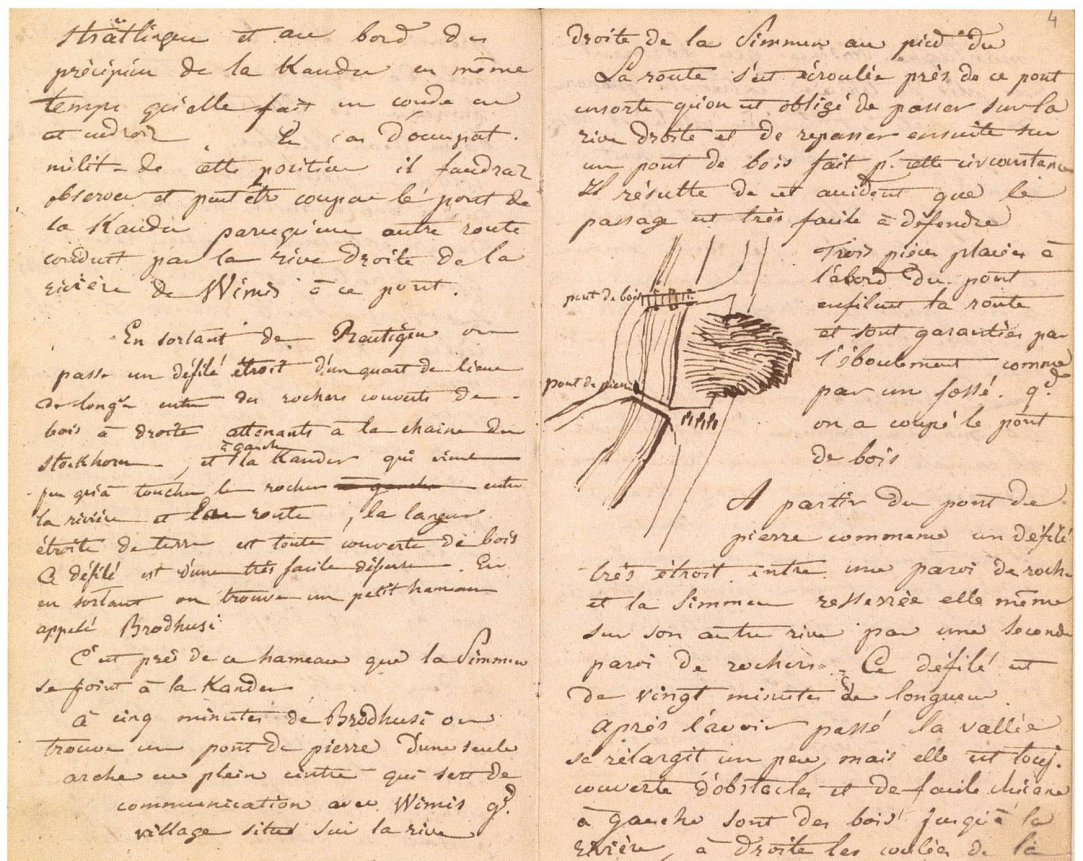 strättlingen et au bord du
précipice de la Kander en même
temps qu'elle fait un coude en
cet endroit En cas d'occupat.
milit. de cette position il faudrait
observer et peut être couper le pont de
la Kander parcequ'une autre route
conduit par la rive droite de la
rivière de Wimis à ce pont.
En sortant de Reutigen on
passe un défilé étroit d'un quart de lieue
de longr entre des rochers couverts de
bois à droite attenants à la chaine du
Stockhorn, et à gauche la Kander qui vient
jusqu'à toucher le rocher entre
la rivière et la route, la largeur
étroite de terre est toute couverte de bois
Ce défilé est d'une très facile défense. En
en sortant on trouve un petit hameau
appelé Brodhusi
C'est près de ce hameau que la Simmen
se joint à la Kander
à cinq minutes de Brodhusi on
trouve un pont de pierre d'une seule
arche en plein cintre qui sert de
communication avec Wimis gd
village situé sur la rive
4
droite de la Simmen au pied du
La route s'est écroulée près de ce pont
ensorte qu'on est obligé de passer sur la
rive droite et de repasser ensuite sur
un pont de bois fait pr. cette circonstance
Il résulte de cet accident que le
passage est très facile à défendre
Trois pièces placées à
l'abord du pont
enfilent la route
et sont garanties par
l'éboulement comme
par un fossé. qd
on a coupé le pont
de bois
pont de bois
pont de pierre
A partir du pont de
pierre commence un défilé
très étroit entre une paroi de roche
et la Simmen resserrée elle même
sur son autre rive par une seconde
paroi de rochers. Ce défilé est
de vingt minutes de longueur
Après l'avoir passé la vallée
se rélargit un peu, mais elle est touj.
couverte d'obstacles et de facile chicane
à gauche sont des bois jusqu'à la
rivière, à droite les coulées de la